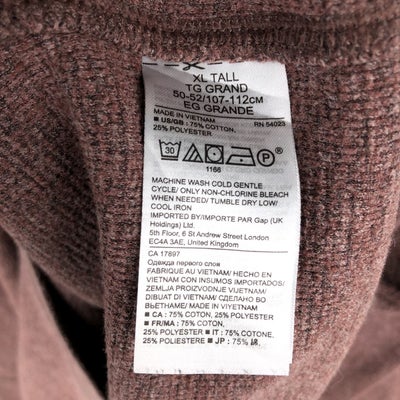 XL TALL
TG GRAND
50-52/107-112CM
EG GRANDE
MADE IN VIETNAM
■ US/GB : 75% COTTON,
25% POLYESTER RN 54023
30 P
1166
MACHINE WASH COLD GENTLE
CYCLE/ ONLY NON-CHLORINE BLEACH
WHEN NEEDED/ TUMBLE DRY LOW/
COOL IRON
IMPORTED BY/IMPORTE PAR Gap (UK
Holdings) Ltd.
5th Floor, 6 St Andrew Street London
EC4A 3AE, United Kingdom
CA 17897
Одежда первого слоя
FABRIQUE AU VIETNAM/ HECHO EN
VIETNAM COM INSUMOS IMPORTADOS/
ZEMLJA PROIZVODNJE VIJETNAM/
DIBUAT DI VIETNAM/ СДЕЛАНО ВО
ВЬЕТНАМЕ/ MADE IN VIETNAM
■ CA : 75% COTON, 25% POLYESTER
■ FR/MA : 75% COTON,
25% POLYESTER ■ IT : 75% COTONE,
25% POLIESTERE ■ JP : 75% 綿,